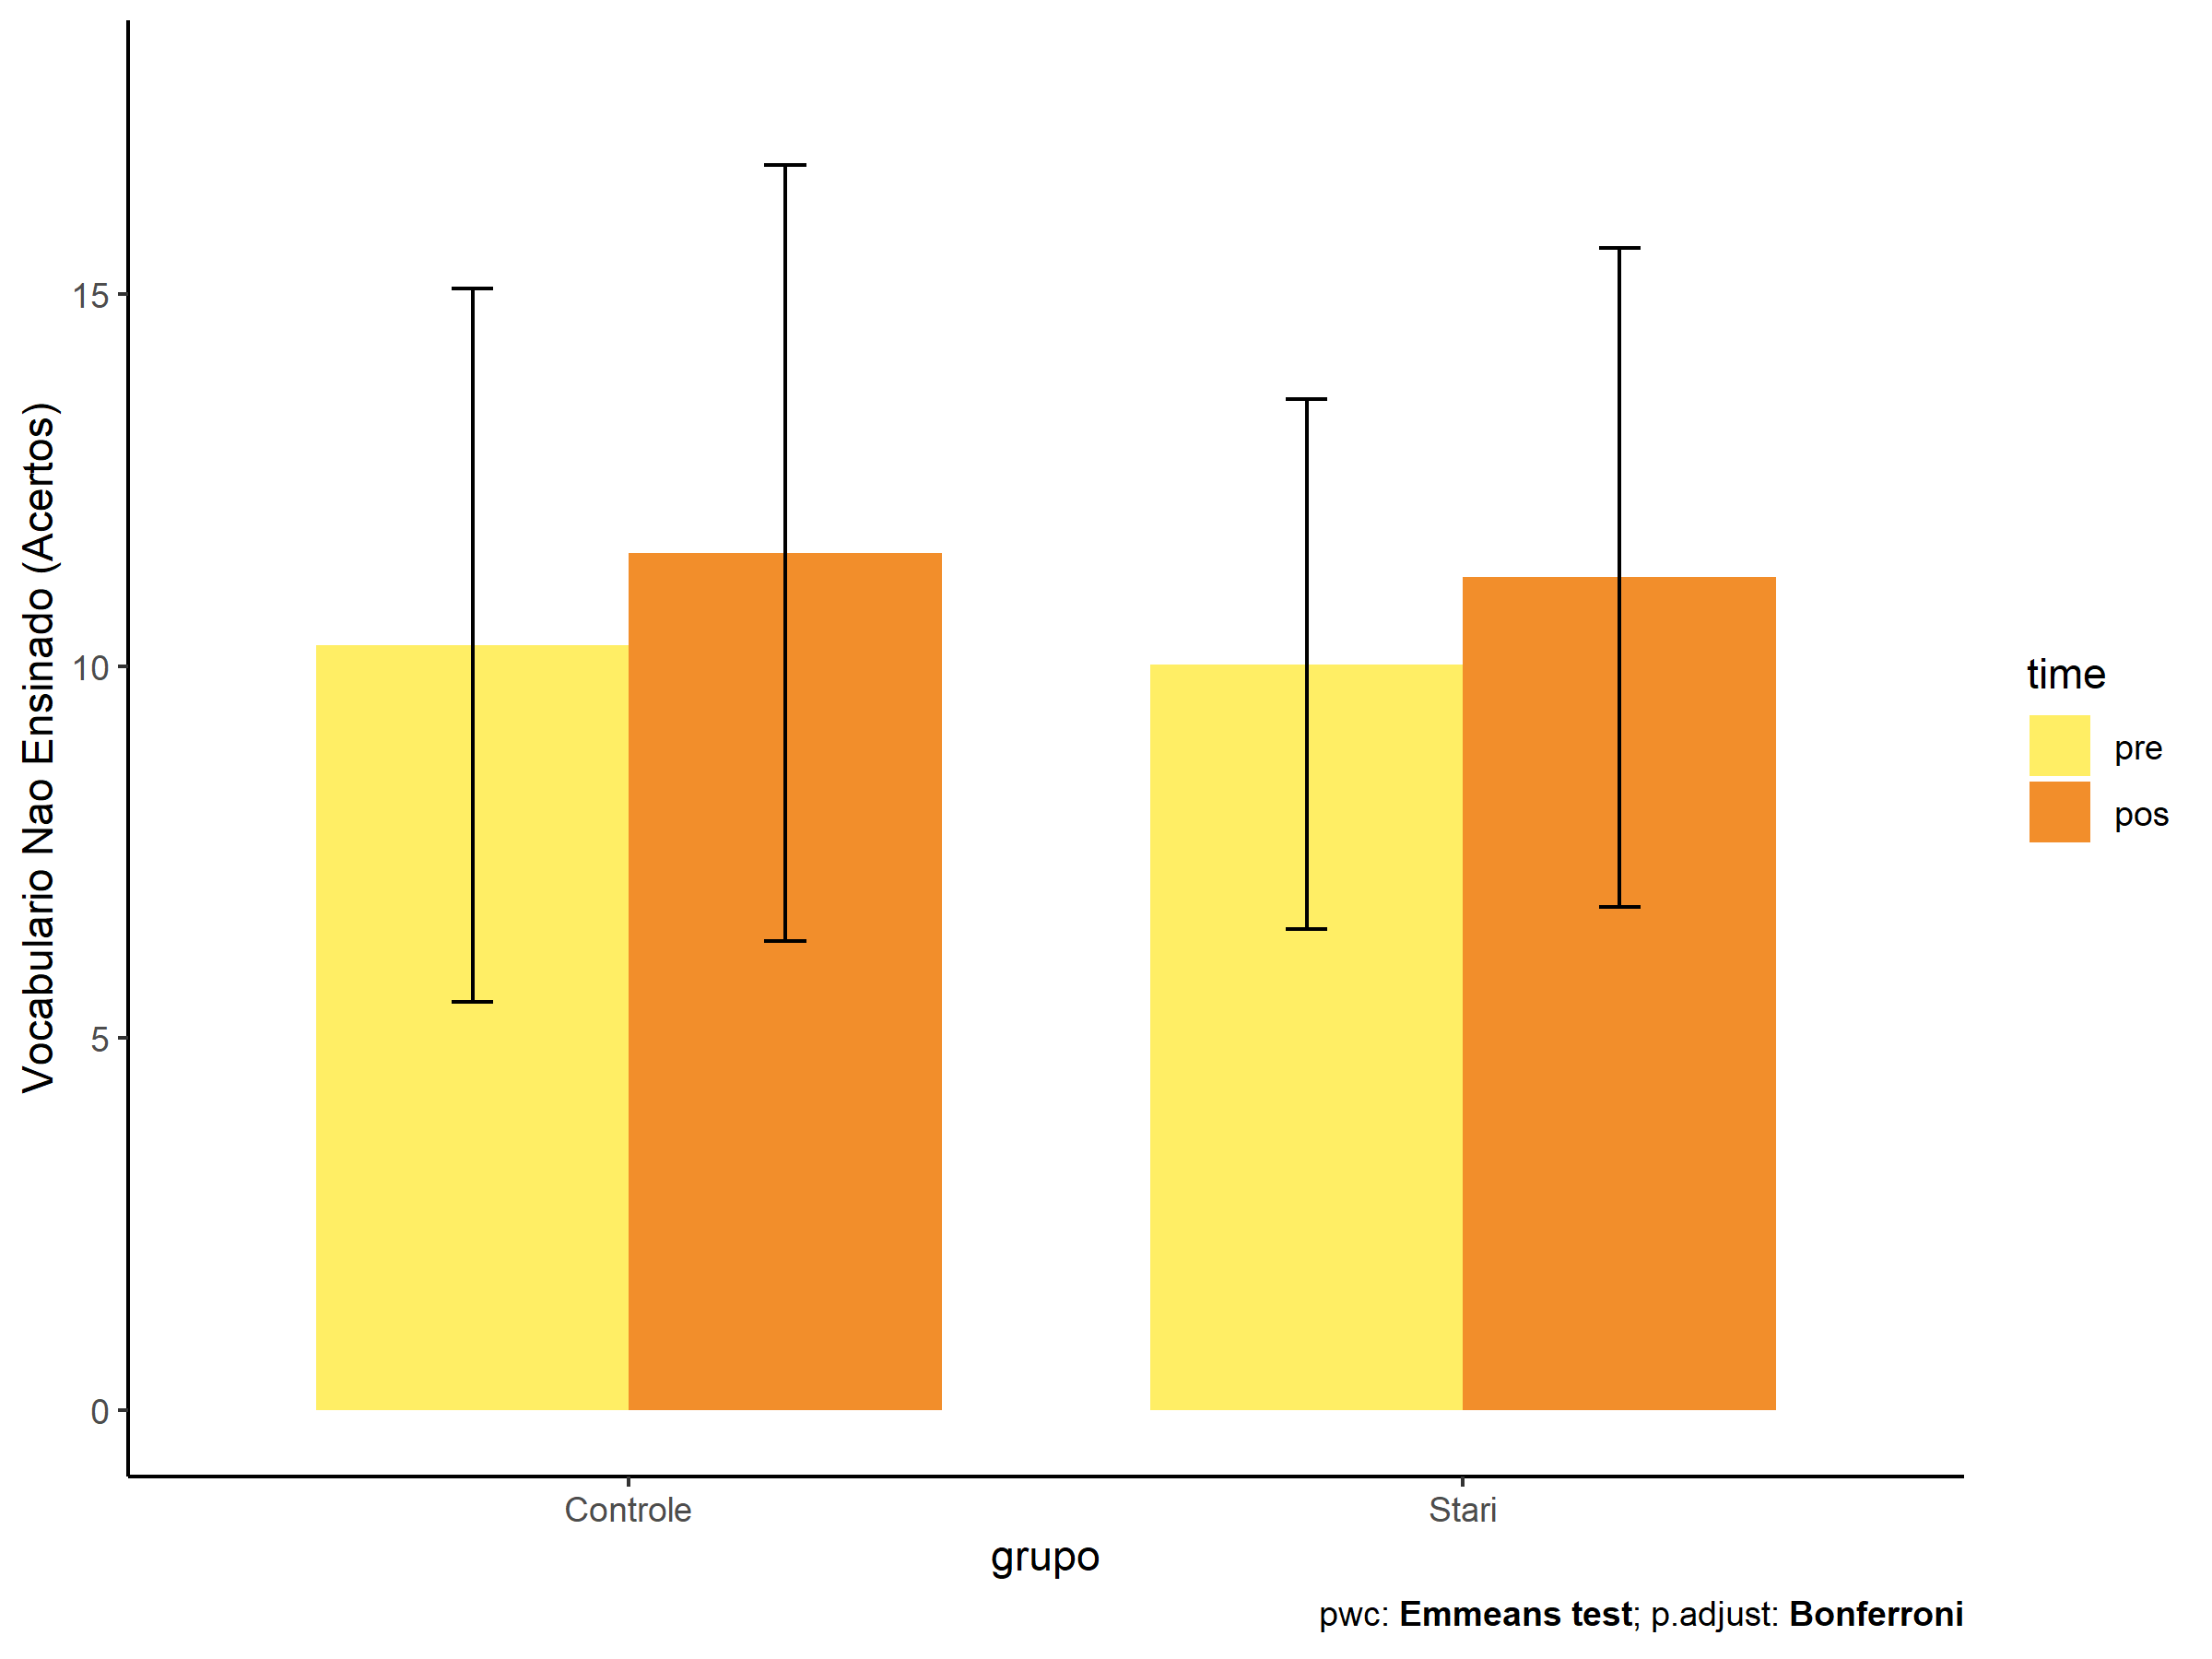 Vocabulario Nao Ensinado (Acertos)
15
10
5
0
Controle
Stari
grupo
time
pre
pos
pwc: Emmeans test; p.adjust: Bonferroni